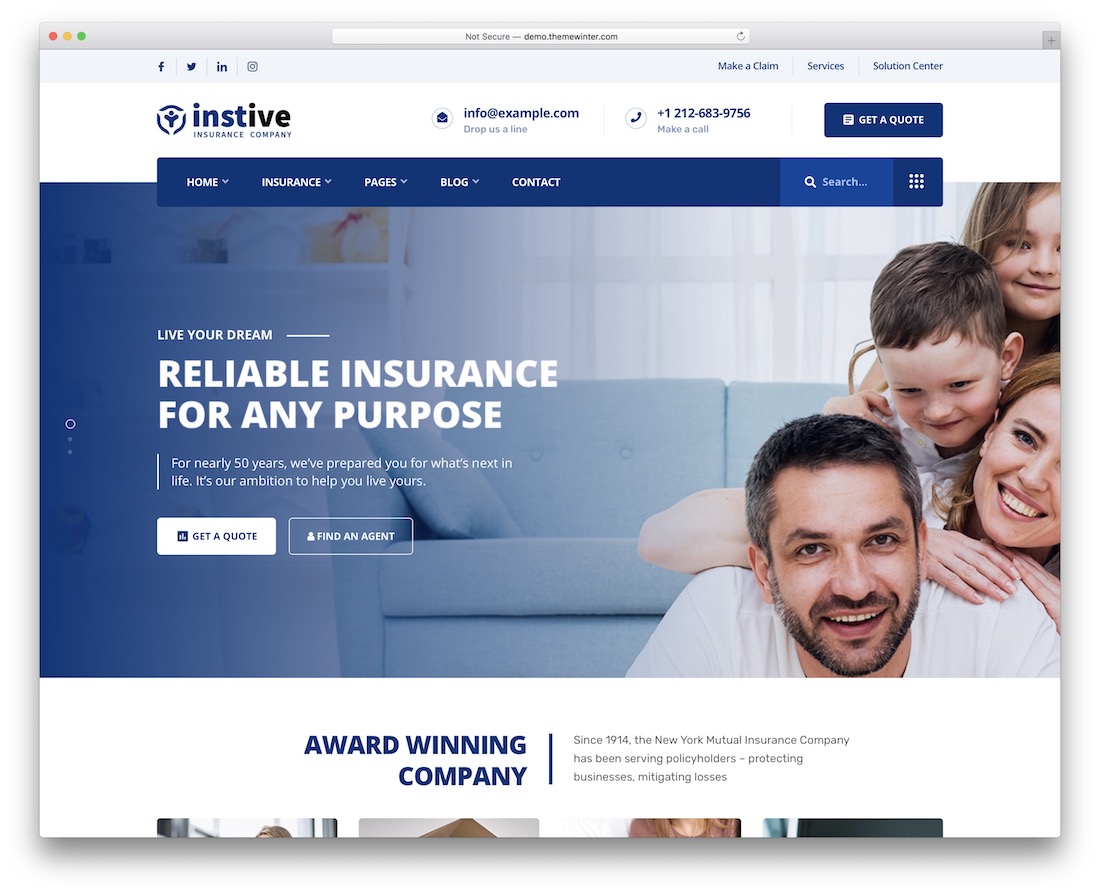 Not Secure — demo.themewinter.com
Make a Claim
Services
Solution Center
instive
INSURANCE COMPANY
info@example.com
Drop us a line
+1 212-683-9756
Make a call
GET A QUOTE
HOME
INSURANCE
PAGES
BLOG
CONTACT
Search...
LIVE YOUR DREAM
RELIABLE INSURANCE
FOR ANY PURPOSE
For nearly 50 years, we've prepared you for what's next in
life. It's our ambition to help you live yours.
GET A QUOTE
FIND AN AGENT
AWARD WINNING
COMPANY
Since 1914, the New York Mutual Insurance Company
has been serving policyholders – protecting
businesses, mitigating losses